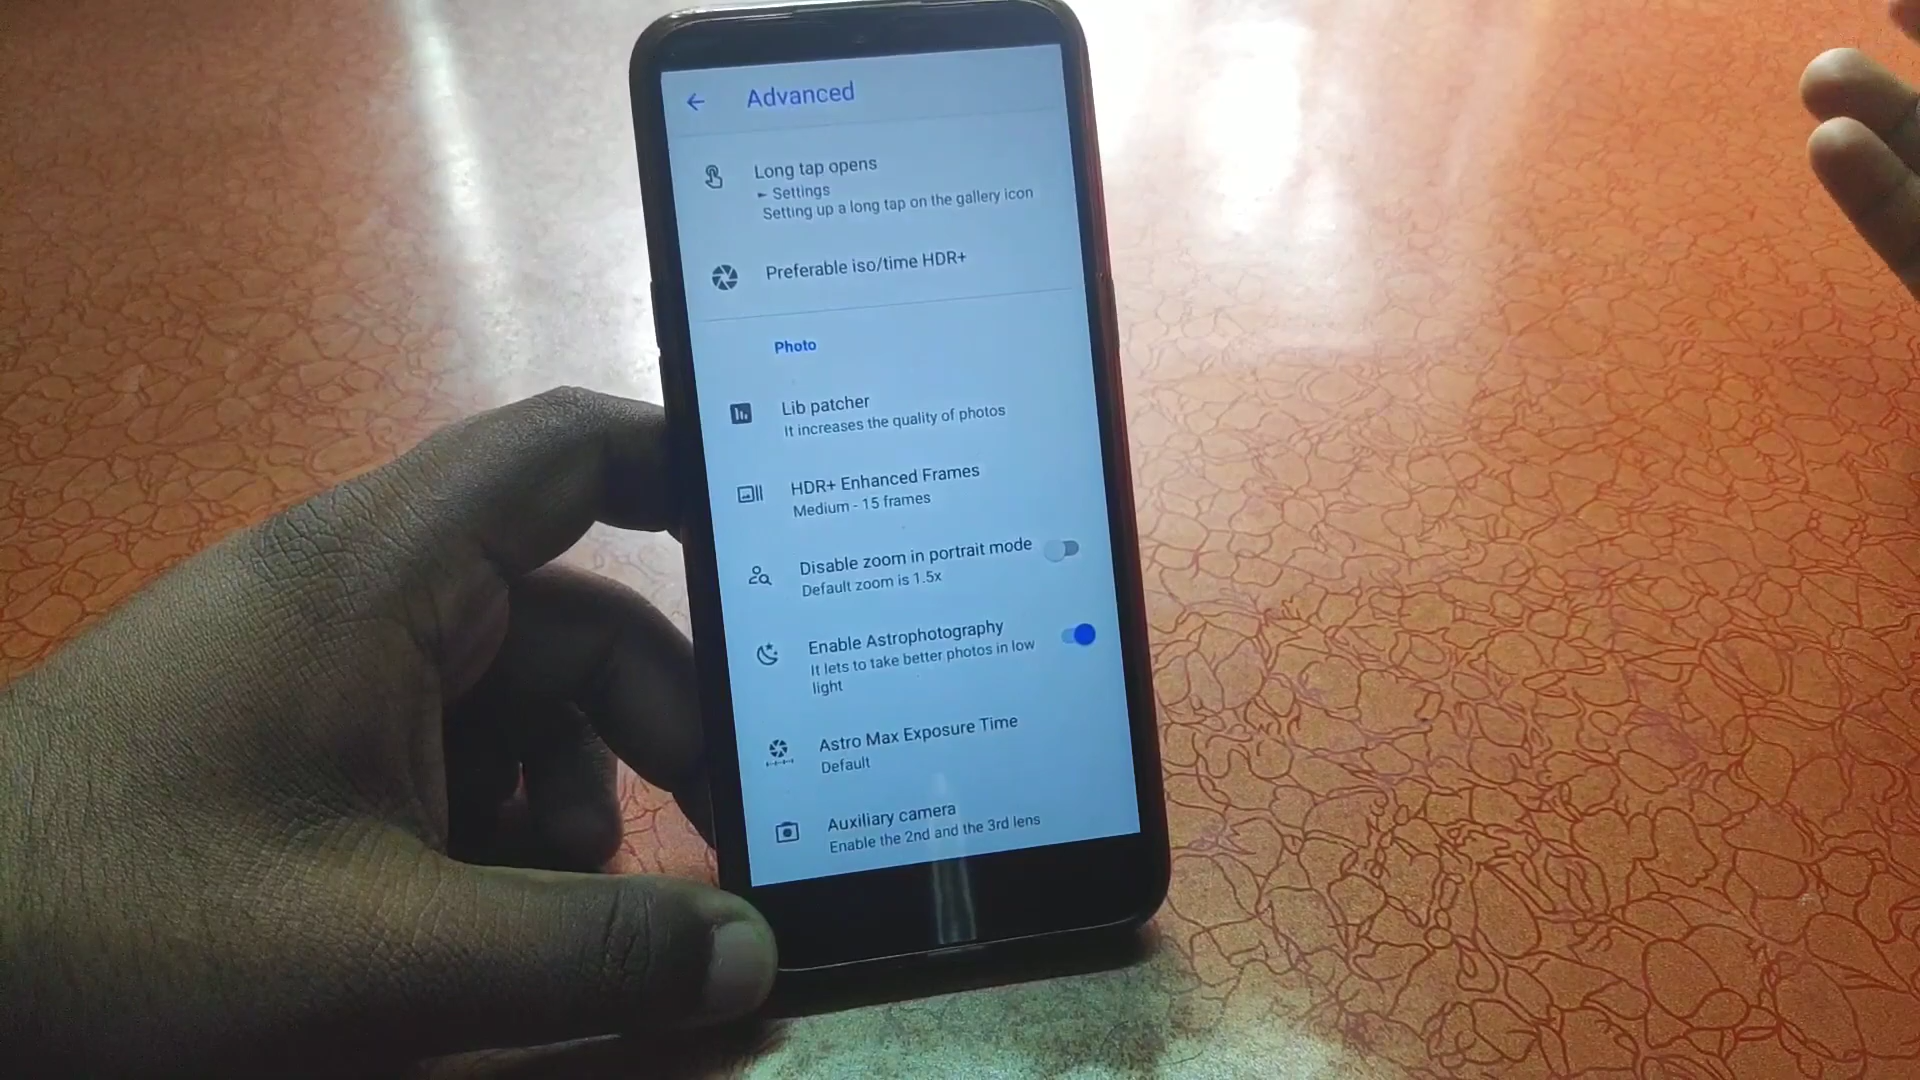 Advanced
Long tap opens
⁃ Settings
Setting up a long tap on the gallery icon
Preferable iso/time HDR+
Photo
Lib patcher
It increases the quality of photos
HDR+ Enhanced Frames
Medium - 15 frames
Disable zoom in portrait mode
Default zoom is 1.5x
Enable Astrophotography
It lets to take better photos in low
light
Astro Max Exposure Time
Default
Auxiliary camera
Enable the 2nd and the 3rd lens